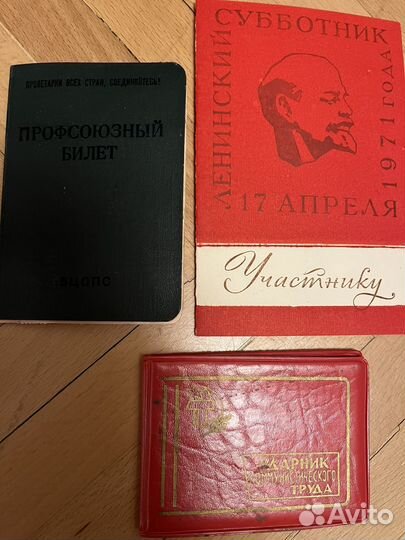 ПРОЛЕТАРИИ ВСЕХ СТРАН, СОЕДИНЯЙТЕСЬ!
ПРОФСОЮЗНЫЙ
БИЛЕТ
ВЦСПС
ЛЕНИНСКИЙ
СУББОТНИК
1971 ГОДА
17 АПРЕЛЯ
Участнику
УДАРНИК
КОММУНИСТИЧЕСКОГО
ТРУДА
Avito